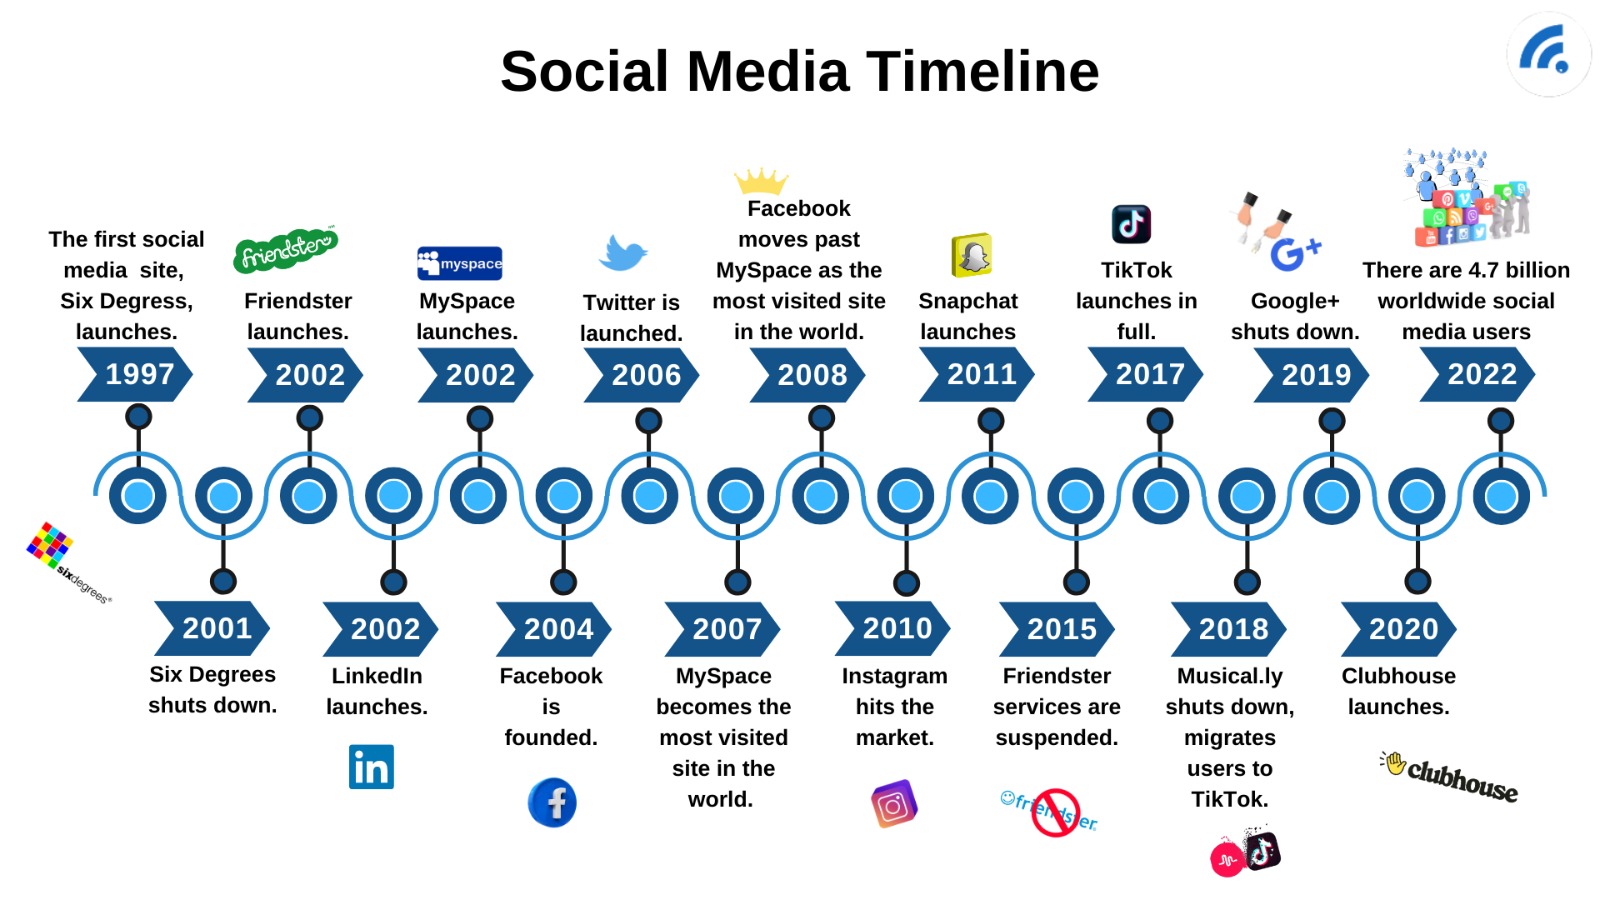 Social Media Timeline
The first social
media site,
Six Degress,
launches.
1997
friendster
Friendster
launches.
2002
myspace
MySpace
launches.
2002
Twitter is
launched.
2006
Facebook
moves past
MySpace as the
most visited site
in the world.
2008
Snapchat
launches
2011
TikTok
launches in
full.
2017
G+
Google+
shuts down.
2019
There are 4.7 billion
worldwide social
media users
2022
sixdegrees®
2001
Six Degrees
shuts down.
2002
LinkedIn
launches.
in
2004
Facebook
is
founded.
f
2007
MySpace
becomes the
most visited
site in the
world.
2010
Instagram
hits the
market.
2015
Friendster
services are
suspended.
friendster
2018
Musical.ly
shuts down,
migrates
users to
TikTok.
2020
Clubhouse
launches.
clubhouse